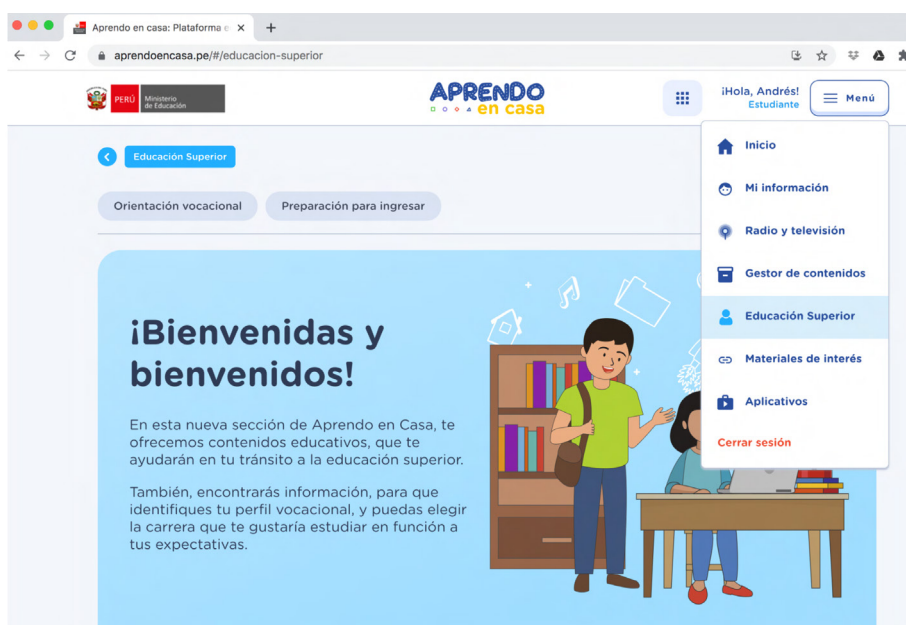 Aprendo en casa: Plataforma e
aprendoencasa.pe/#/educacion-superior
PERÚ
Ministerio
de Educación
APRENDO
en casa
¡Hola, Andrés!
Estudiante
Menú
Educación Superior
Orientación vocacional
Preparación para ingresar
Inicio
Mi información
Radio y televisión
Gestor de contenidos
Educación Superior
Materiales de interés
Aplicativos
Cerrar sesión
¡Bienvenidas y
bienvenidos!
En esta nueva sección de Aprendo en Casa, te
ofrecemos contenidos educativos, que te
ayudarán en tu tránsito a la educación superior.
También, encontrarás información, para que
identifiques tu perfil vocacional, y puedas elegir
la carrera que te gustaría estudiar en función a
tus expectativas.